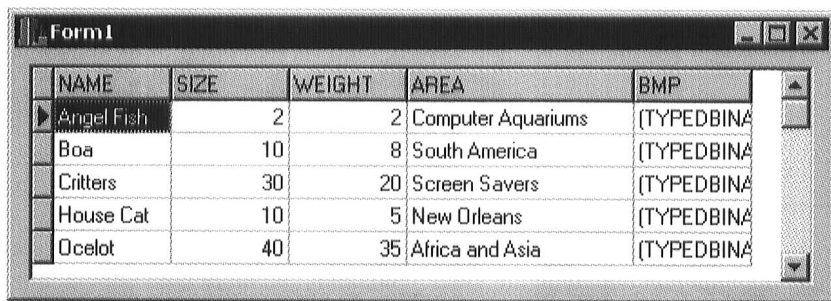 Form1
NAME SIZE WEIGHT AREA BMP
Angel Fish 2 2 Computer Aquariums (TYPEDBINA
Boa 10 8 South America (TYPEDBINA
Critters 30 20 Screen Savers (TYPEDBINA
House Cat 10 5 New Orleans (TYPEDBINA
Ocelot 40 35 Africa and Asia (TYPEDBINA